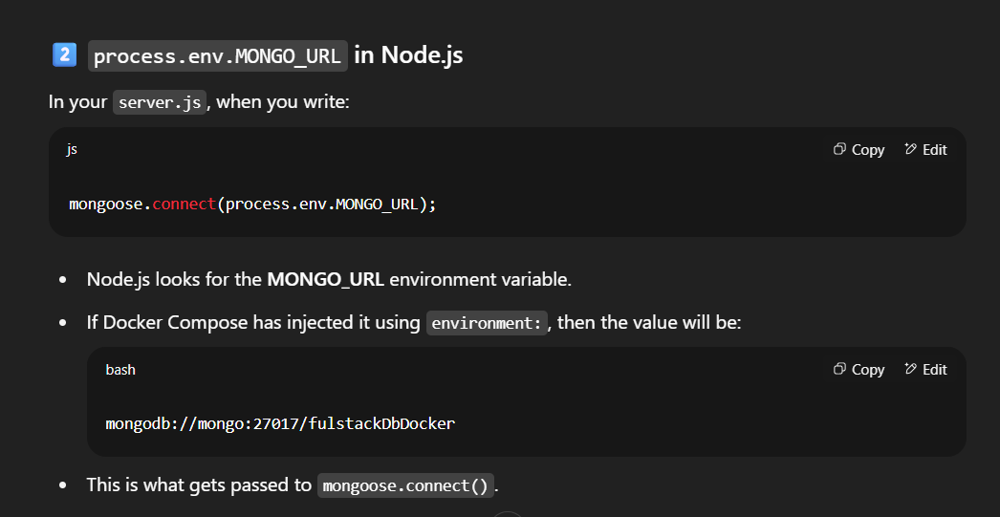 2 process.env.MONGO_URL in Node.js
In your server.js, when you write:
js
Copy
Edit
mongoose.connect(process.env.MONGO_URL);
• Node.js looks for the MONGO_URL environment variable.
• If Docker Compose has injected it using environment:, then the value will be:
bash
Copy
Edit
mongodb://mongo:27017/fulstackDbDocker
• This is what gets passed to mongoose.connect().